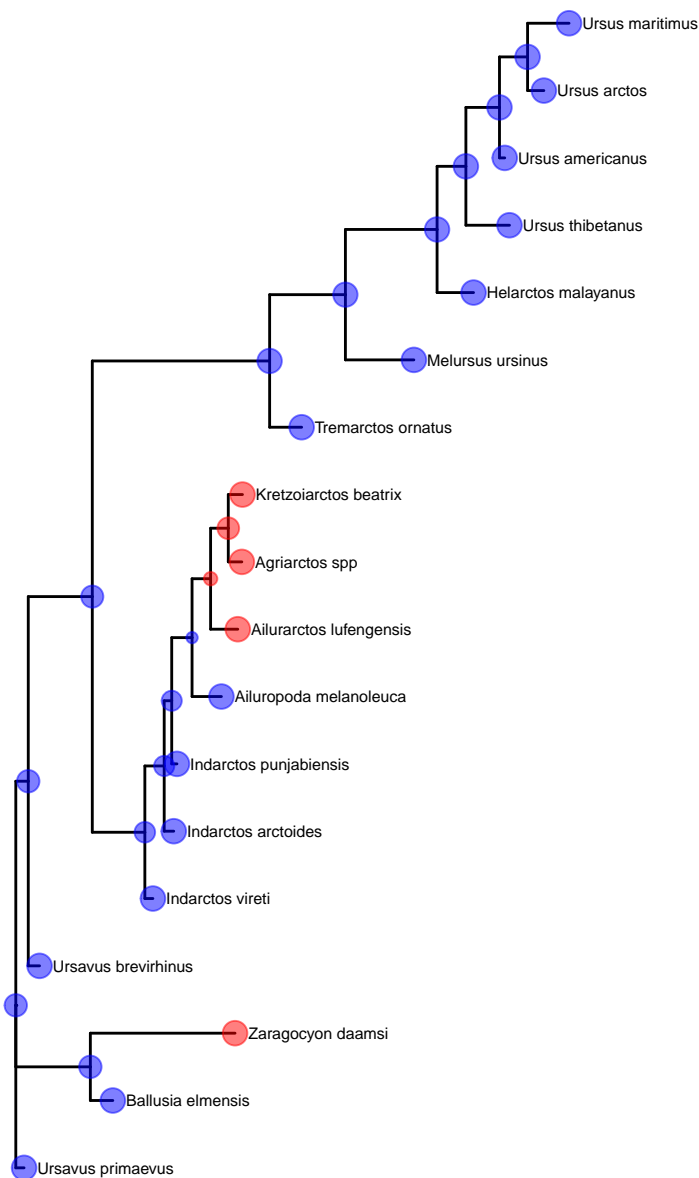 Ursus maritimus
Ursus arctos
Ursus americanus
Ursus thibetanus
Helarctos malayanus
Melursus ursinus
Tremarctos ornatus
Kretzoiarctos beatrix
Agriarctos spp
Ailurarctos lufengensis
Ailuropoda melanoleuca
Indarctos punjabiensis
Indarctos arctoides
Indarctos vireti
Ursavus brevirhinus
Zaragocyon daamsi
Ballusia elmensis
Ursavus primaevus